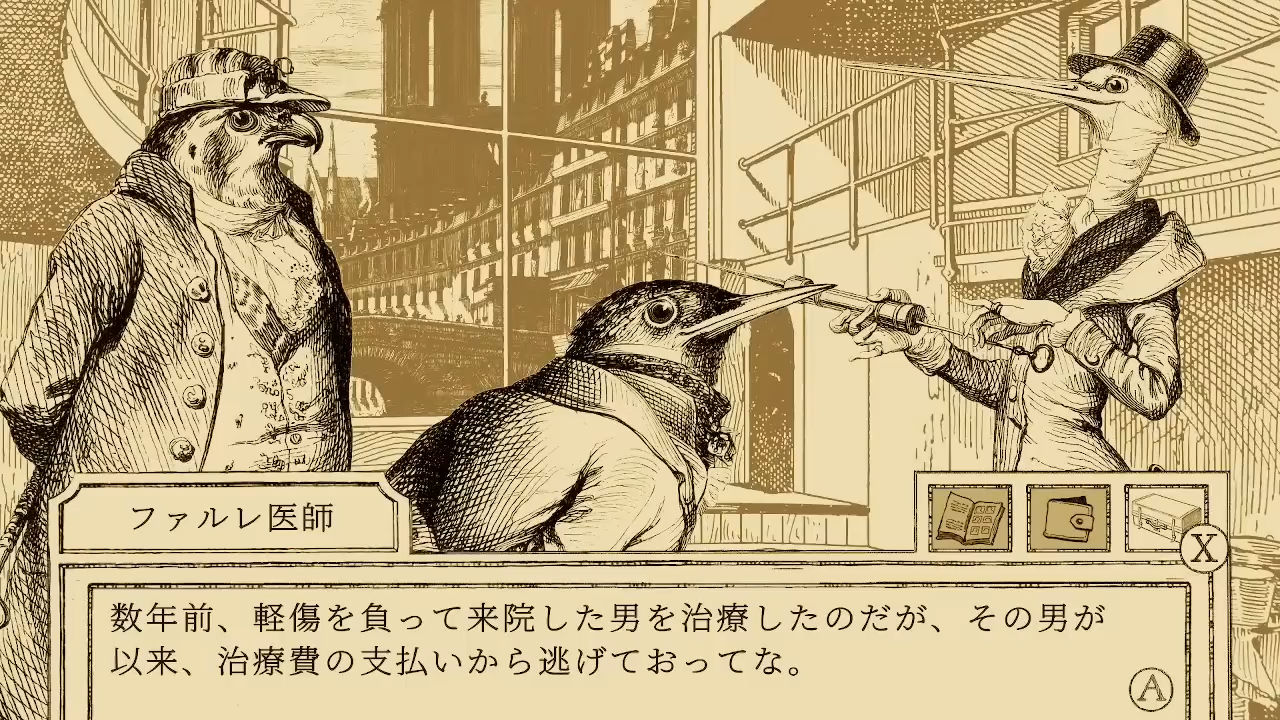 ファルレ医師
X
数年前、軽傷を負って来院した男を治療したのだが、その男が
以来、治療費の支払いから逃げておってな。
A